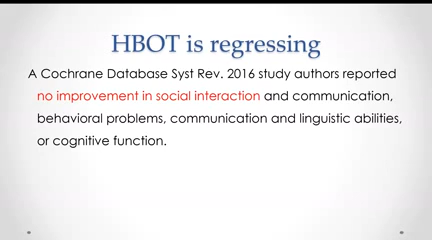 HBOT is regressing
A Cochrane Database Syst Rev. 2016 study authors reported
no improvement in social interaction and communication,
behavioral problems, communication and linguistic abilities,
or cognitive function.